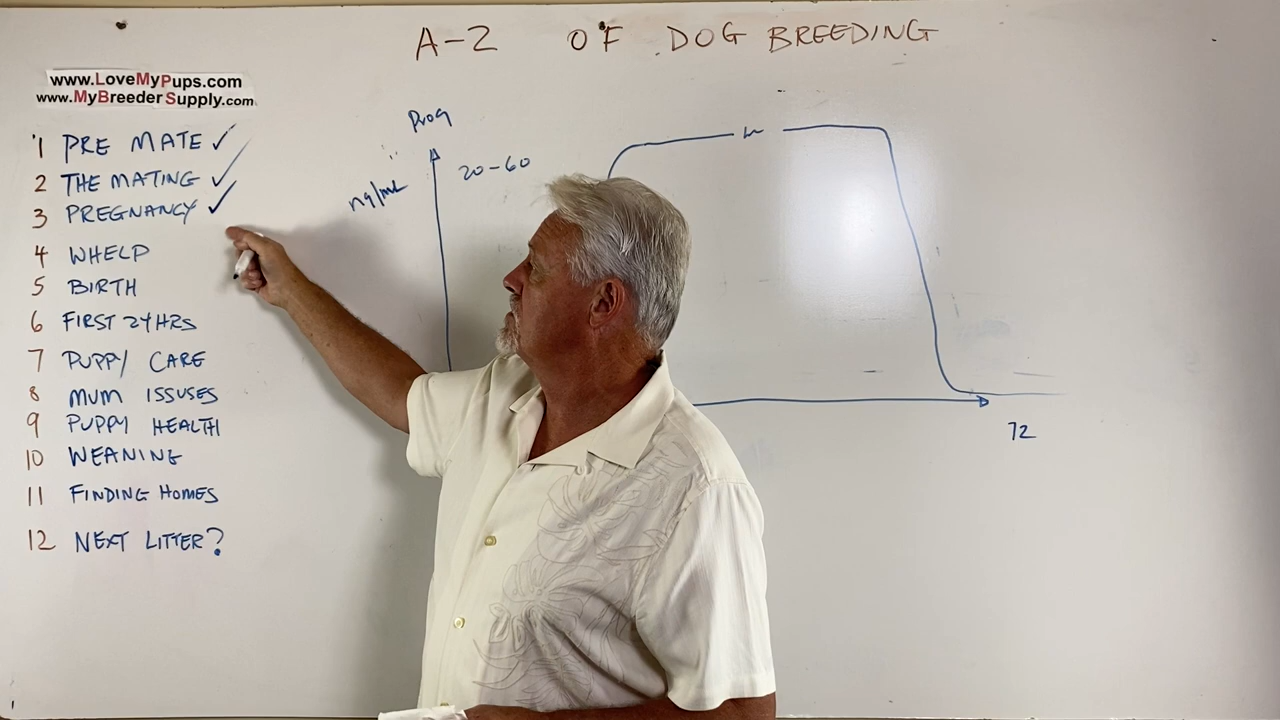 A-Z OF DOG BREEDING
www.LoveMyPups.com
www.MyBreederSupply.com
1 PRE MATE ✓
2 THE MATING ✓
3 PREGNANCY ✓
4 WHELP
5 BIRTH
6 FIRST 24HRS
7 PUPPY CARE
8 MUM ISSUSES
9 PUPPY HEALTH
10 WEANING
11 FINDING HOMES
12 NEXT LITTER?
Prog
ng/mL
20-60
72